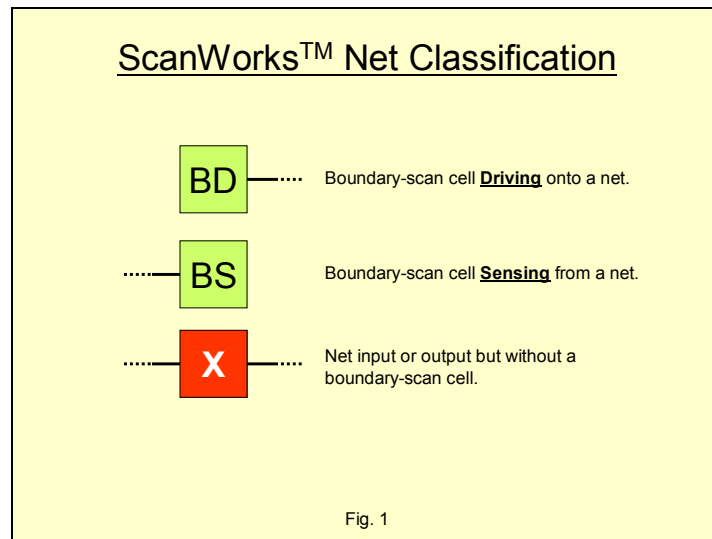 ScanWorks™ Net Classification
BD Boundary-scan cell Driving onto a net.
BS Boundary-scan cell Sensing from a net.
X Net input or output but without a
boundary-scan cell.
Fig. 1